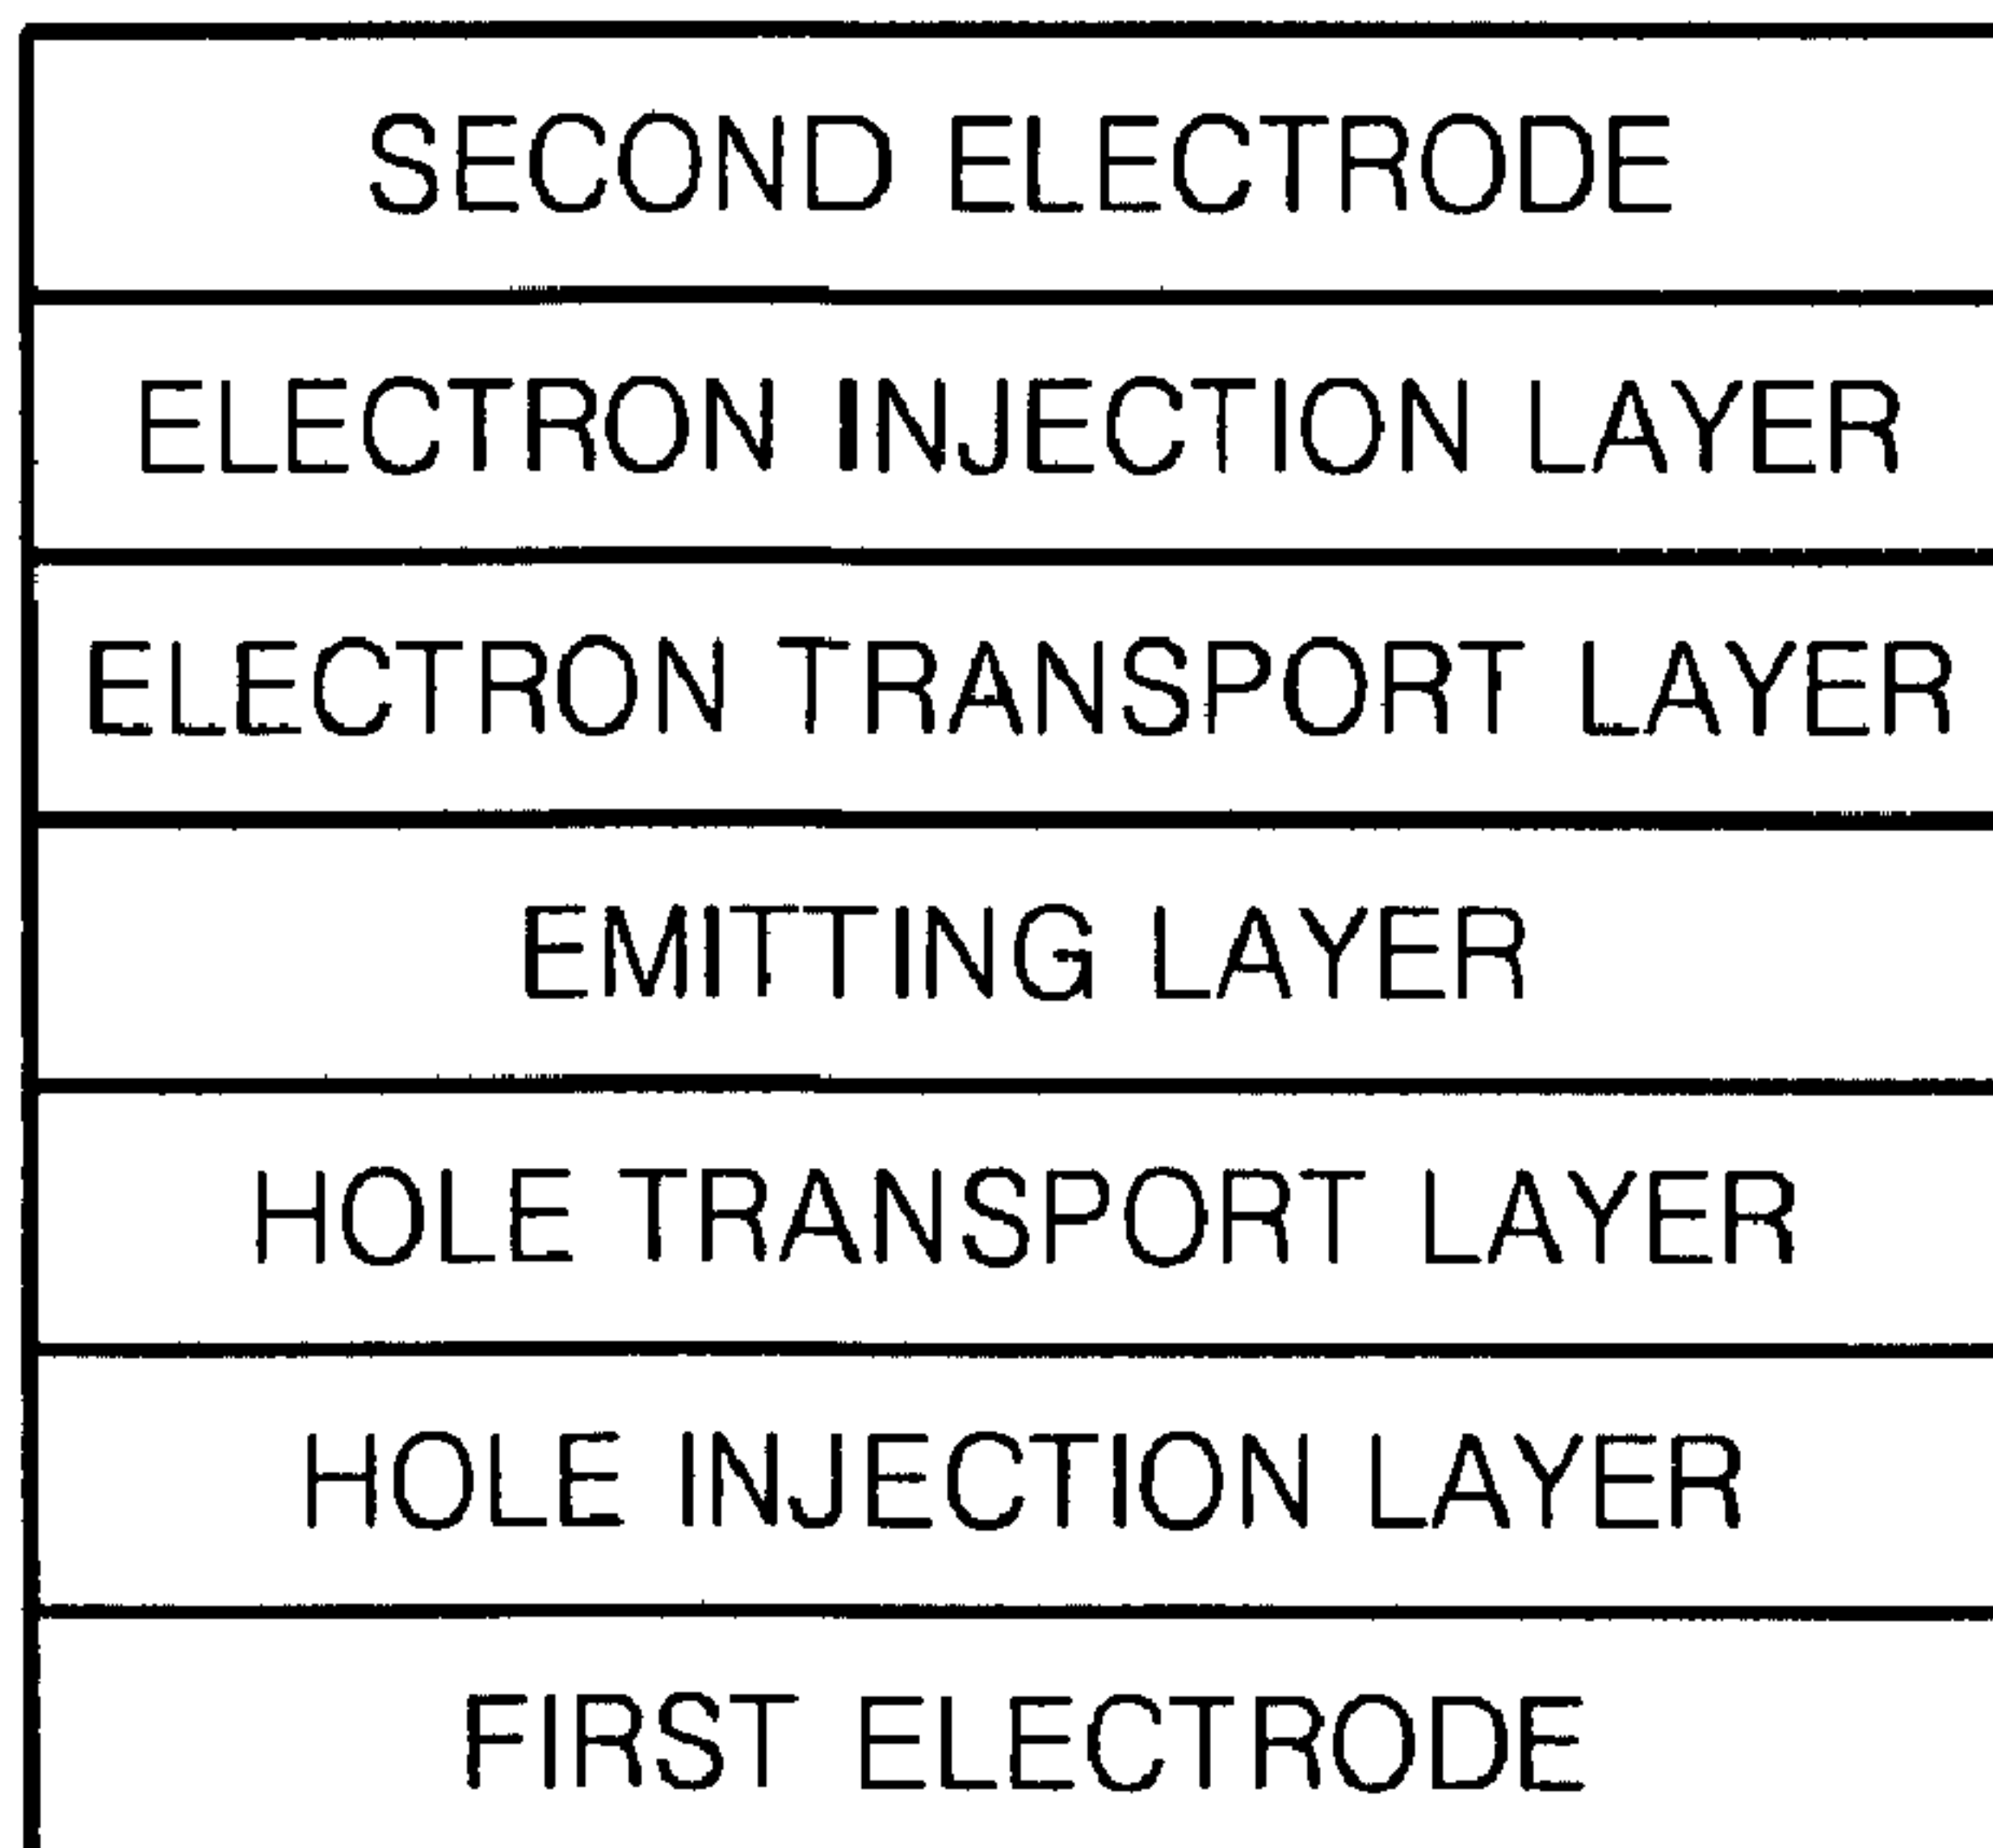 SECOND ELECTRODE
ELECTRON INJECTION LAYER
ELECTRON TRANSPORT LAYER
EMITTING LAYER
HOLE TRANSPORT LAYER
HOLE INJECTION LAYER
FIRST ELECTRODE